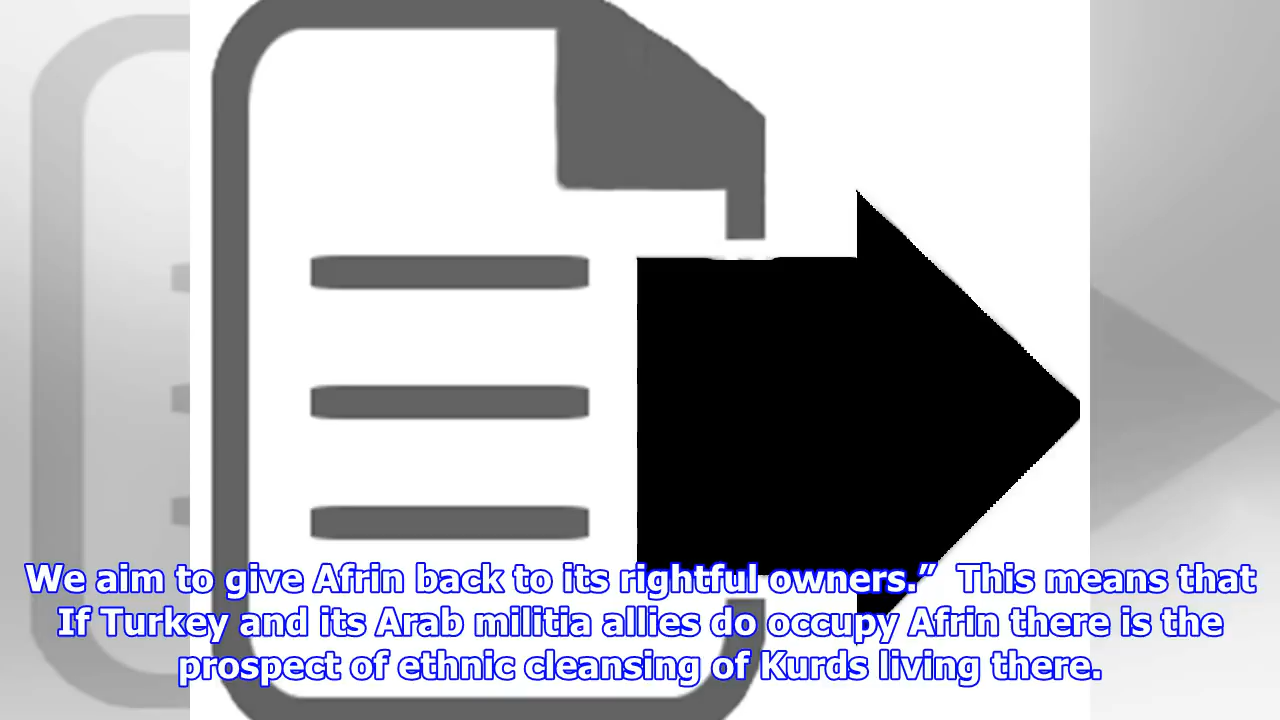 We aim to give Afrin back to its rightful owners.”  This means that
If Turkey and its Arab militia allies do occupy Afrin there is the
prospect of ethnic cleansing of Kurds living there.